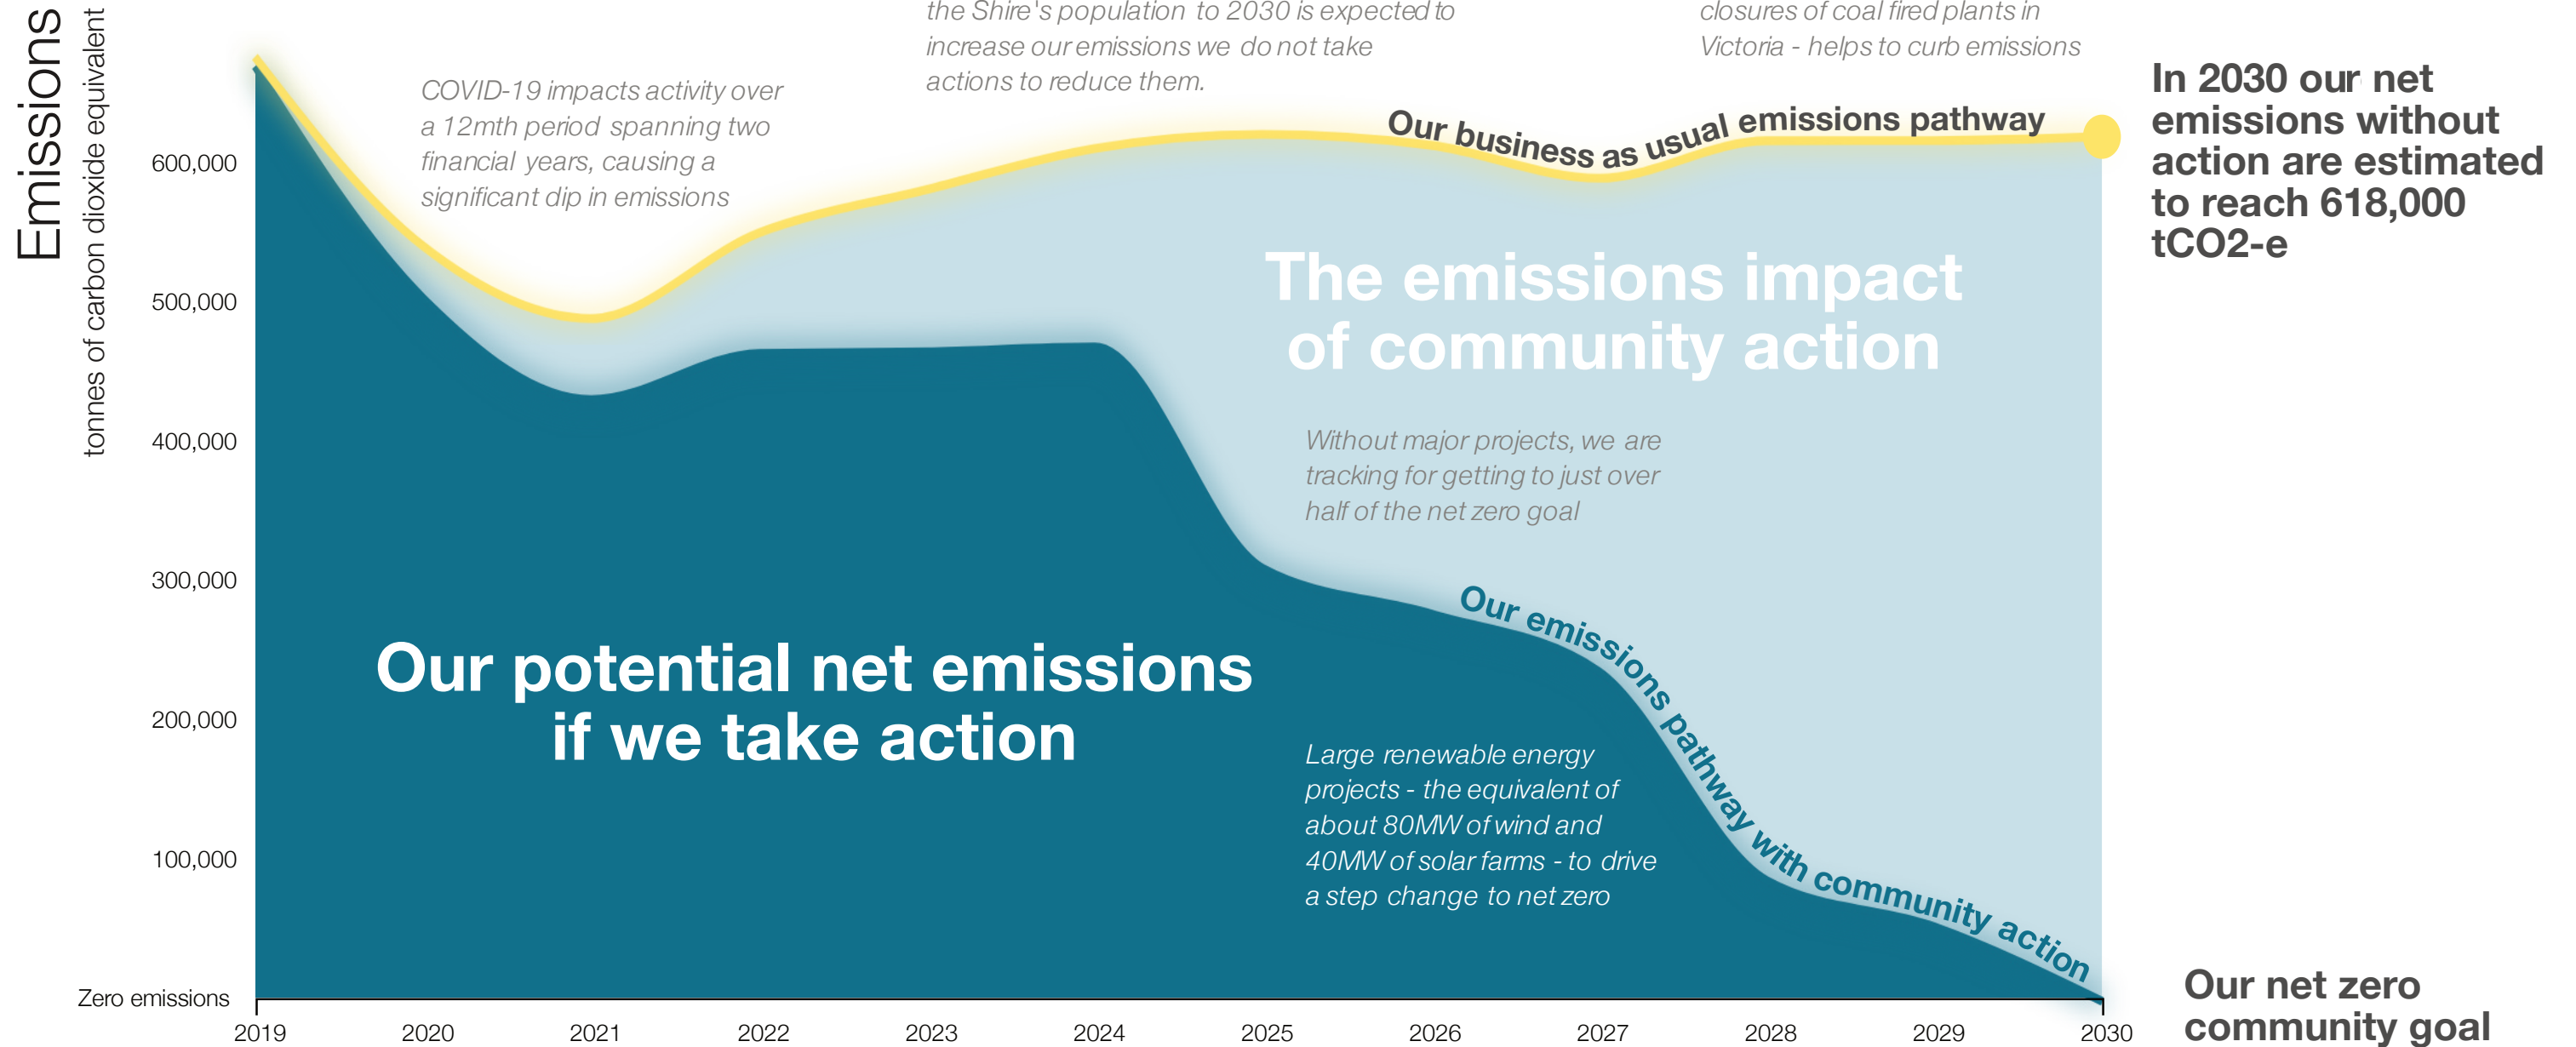 Emissions
tonnes of carbon dioxide equivalent
the Shire's population to 2030 is expected to
increase our emissions we do not take
actions to reduce them.
closures of coal fired plants in
Victoria - helps to curb emissions
COVID-19 impacts activity over
a 12mth period spanning two
financial years, causing a
significant dip in emissions
Our business as usual emissions pathway
In 2030 our net
emissions without
action are estimated
to reach 618,000
tCO2-e
600,000
500,000
400,000
300,000
200,000
100,000
Zero emissions
The emissions impact
of community action
Without major projects, we are
tracking for getting to just over
half of the net zero goal
Our emissions pathway with community action
Our potential net emissions
if we take action
Large renewable energy
projects - the equivalent of
about 80MW of wind and
40MW of solar farms - to drive
a step change to net zero
Our net zero
community goal
2019 2020 2021 2022 2023 2024 2025 2026 2027 2028 2029 2030